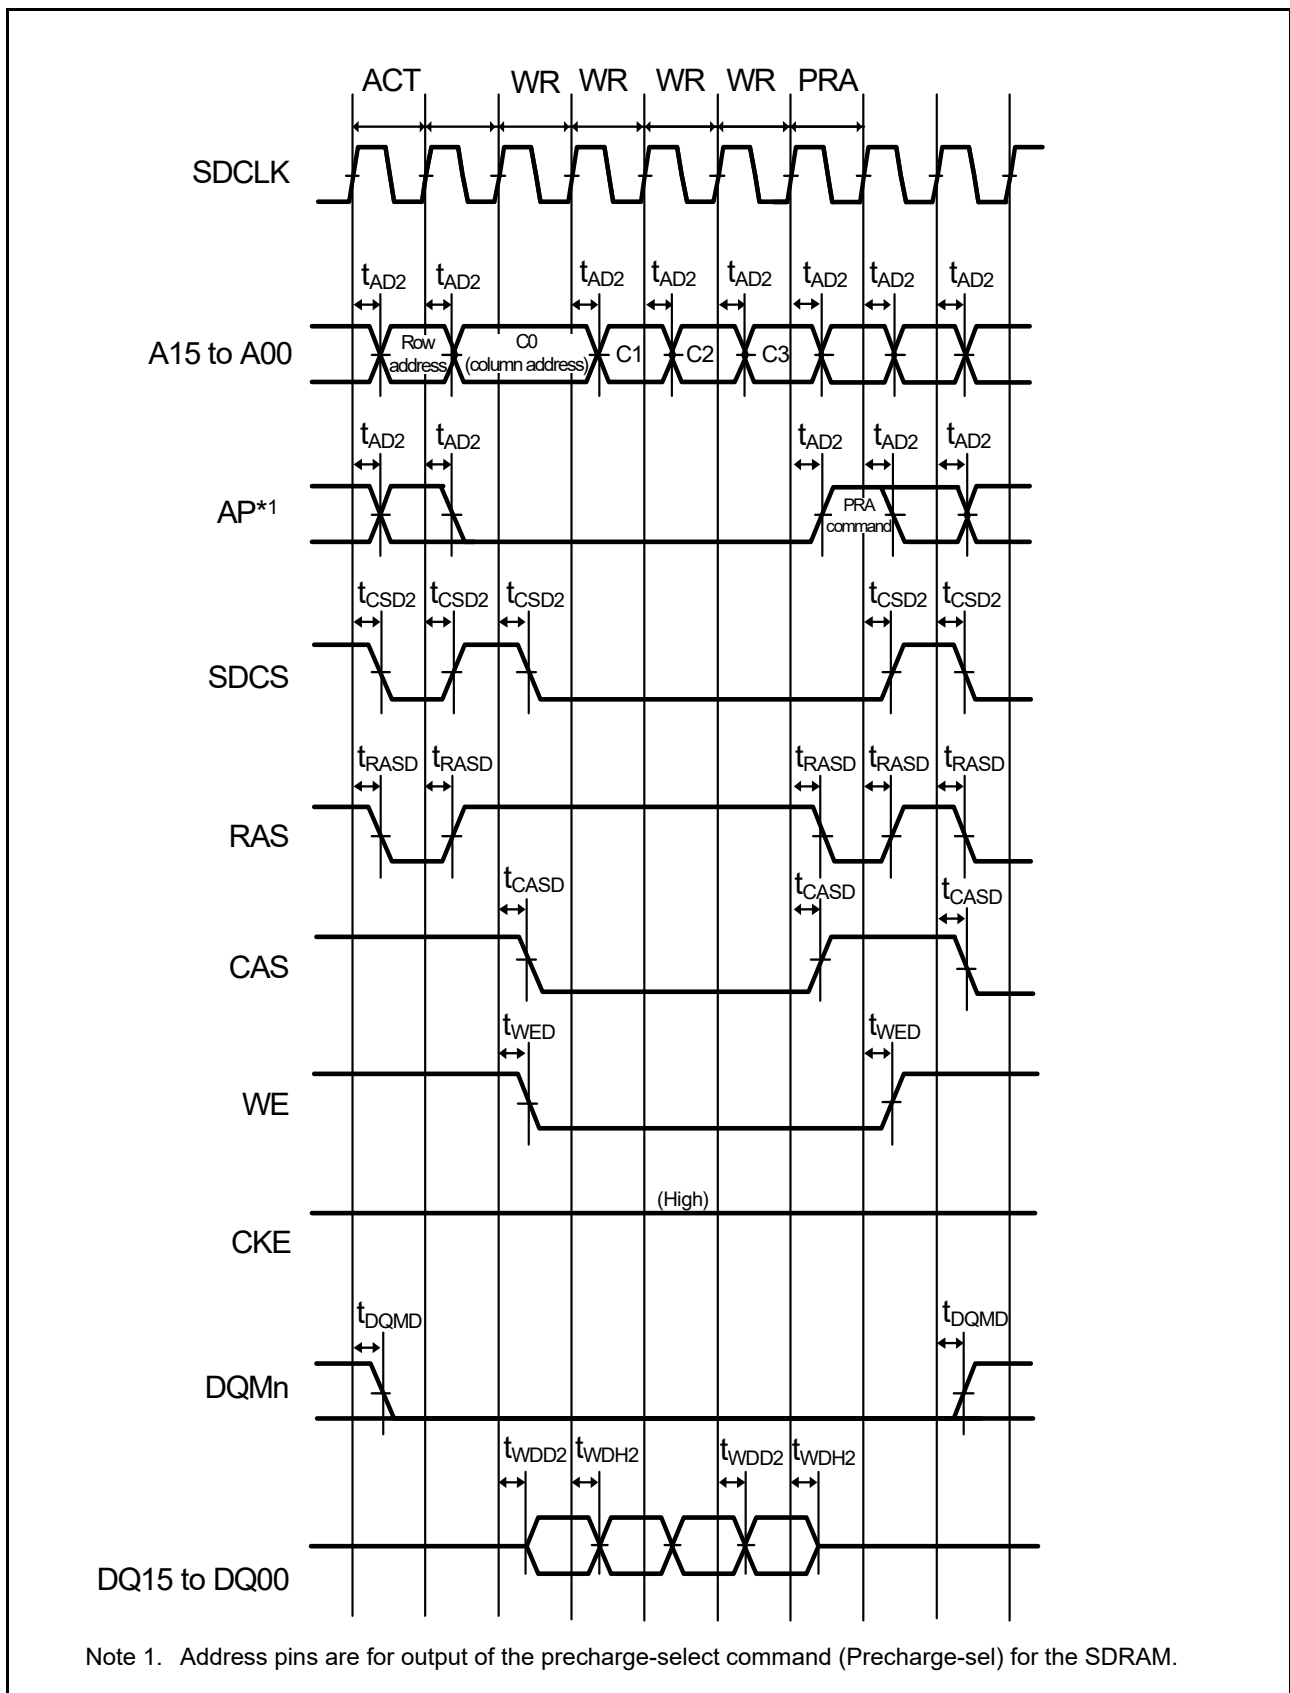 ACT WR WR WR WR PRA
SDCLK
tAD2 tAD2 tAD2 tAD2 tAD2 tAD2 tAD2 tAD2
A15 to A00
Row address
C0 (column address)
C1 C2 C3
tAD2 tAD2 tAD2 tAD2 tAD2
AP*1
PRA command
tCSD2 tCSD2 tCSD2 tCSD2 tCSD2
SDCS
tRASD tRASD tRASD tRASD tRASD
RAS
tCASD tCASD tCASD
CAS
tWED tWED
WE
(High)
CKE
tDQMD tDQMD
DQMn
tWDD2 tWDH2 tWDD2 tWDH2
DQ15 to DQ00
Note 1. Address pins are for output of the precharge-select command (Precharge-sel) for the SDRAM.